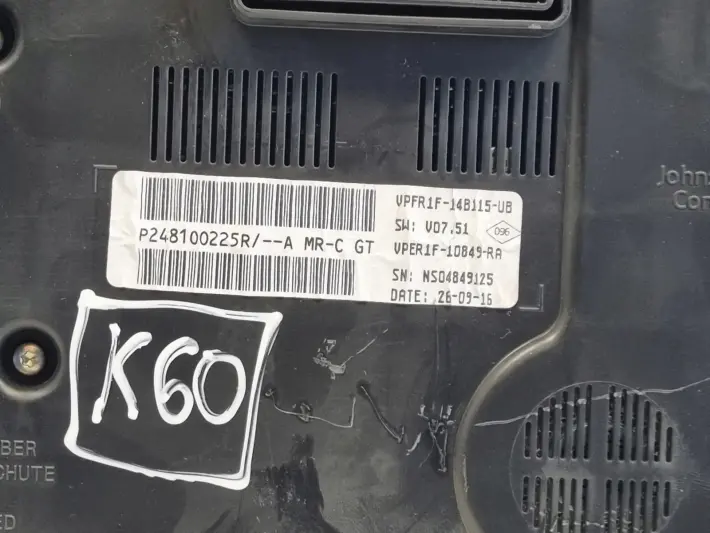 VPFR1F-14B115-UB
SW: V07.51
096
P248100225R/--A MR-C GT
VPER1F-10849-RA
SN: NS04849125
DATE: 26-09-16
Johns
Con
K60
BER
CHUTE
ED